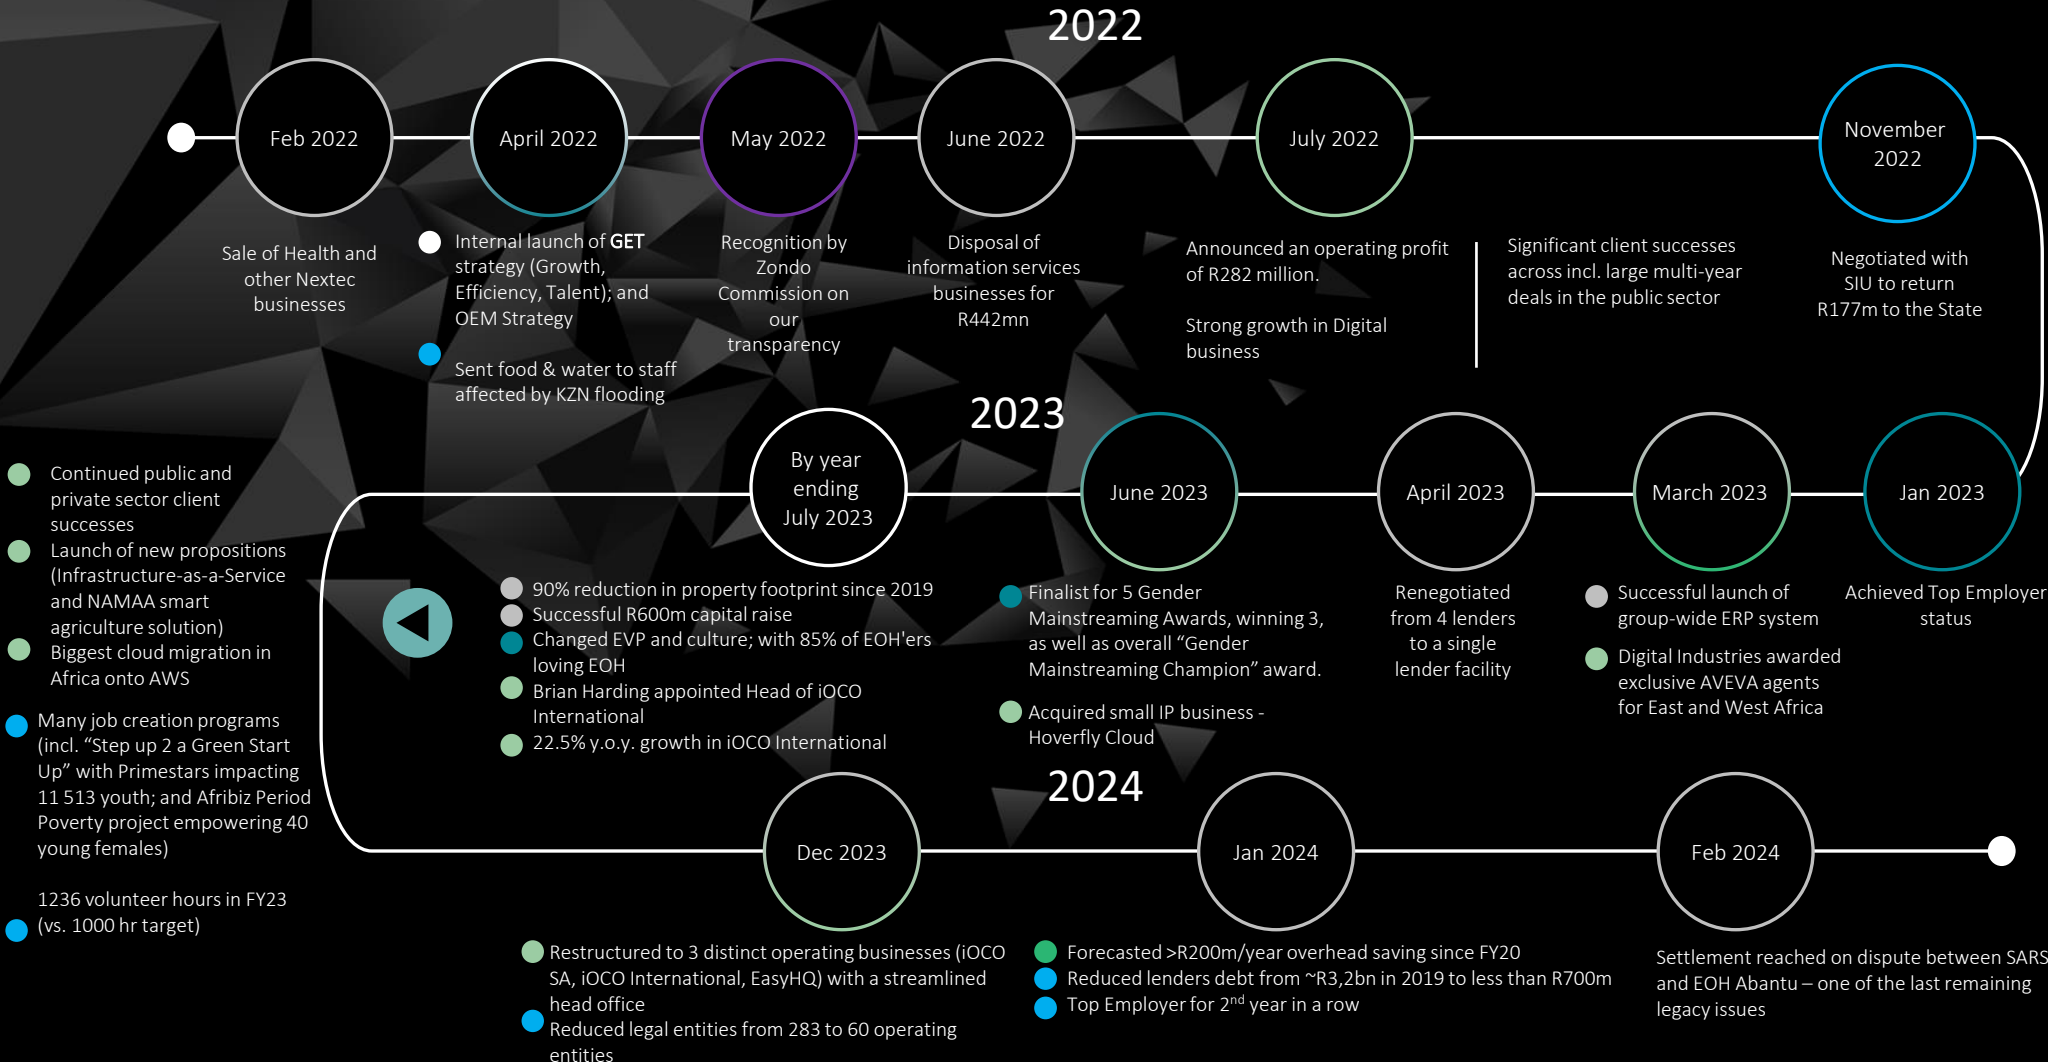 2022
Feb 2022
Sale of Health and
other Nextec
businesses
April 2022
Internal launch of GET
strategy (Growth,
Efficiency, Talent); and
OEM Strategy
Sent food & water to staff
affected by KZN flooding
May 2022
Recognition by
Zondo
Commission on
our
transparency
June 2022
Disposal of
information services
businesses for
R442mn
July 2022
Announced an operating profit
of R282 million.
Strong growth in Digital
business
Significant client successes
across incl. large multi-year
deals in the public sector
November
2022
Negotiated with
SIU to return
R177m to the State
2023
Jan 2023
Achieved Top Employer
status
March 2023
Successful launch of
group-wide ERP system
Digital Industries awarded
exclusive AVEVA agents
for East and West Africa
April 2023
Renegotiated
from 4 lenders
to a single
lender facility
June 2023
Finalist for 5 Gender
Mainstreaming Awards, winning 3,
as well as overall “Gender
Mainstreaming Champion” award.
Acquired small IP business -
Hoverfly Cloud
By year
ending
July 2023
90% reduction in property footprint since 2019
Successful R600m capital raise
Changed EVP and culture; with 85% of EOH'ers
loving EOH
Brian Harding appointed Head of iOCO
International
22.5% y.o.y. growth in iOCO International
Continued public and
private sector client
successes
Launch of new propositions
(Infrastructure-as-a-Service
and NAMAA smart
agriculture solution)
Biggest cloud migration in
Africa onto AWS
Many job creation programs
(incl. “Step up 2 a Green Start
Up” with Primestars impacting
11 513 youth; and Afribiz Period
Poverty project empowering 40
young females)
1236 volunteer hours in FY23
(vs. 1000 hr target)
2024
Dec 2023
Restructured to 3 distinct operating businesses (iOCO
SA, iOCO International, EasyHQ) with a streamlined
head office
Reduced legal entities from 283 to 60 operating
entities
Jan 2024
Forecasted >R200m/year overhead saving since FY20
Reduced lenders debt from ~R3,2bn in 2019 to less than R700m
Top Employer for 2nd year in a row
Feb 2024
Settlement reached on dispute between SARS
and EOH Abantu – one of the last remaining
legacy issues